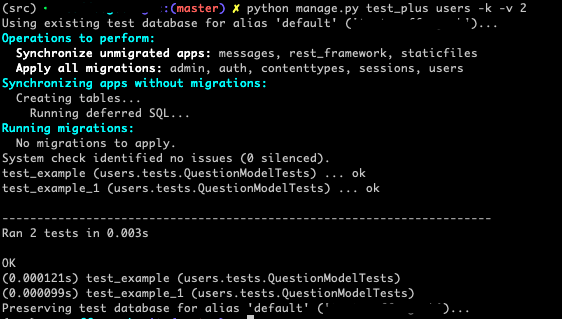 (src) :(master) ✗ python manage.py test_plus users -k -v 2
Using existing test database for alias 'default' (' ')...
Operations to perform:
  Synchronize unmigrated apps: messages, rest_framework, staticfiles
  Apply all migrations: admin, auth, contenttypes, sessions, users
Synchronizing apps without migrations:
  Creating tables...
    Running deferred SQL...
Running migrations:
  No migrations to apply.
System check identified no issues (0 silenced).
test_example (users.tests.QuestionModelTests) ... ok
test_example_1 (users.tests.QuestionModelTests) ... ok
----------------------------------------------------------------------
Ran 2 tests in 0.003s
OK
(0.000121s) test_example (users.tests.QuestionModelTests)
(0.000099s) test_example_1 (users.tests.QuestionModelTests)
Preserving test database for alias 'default' (' ')...